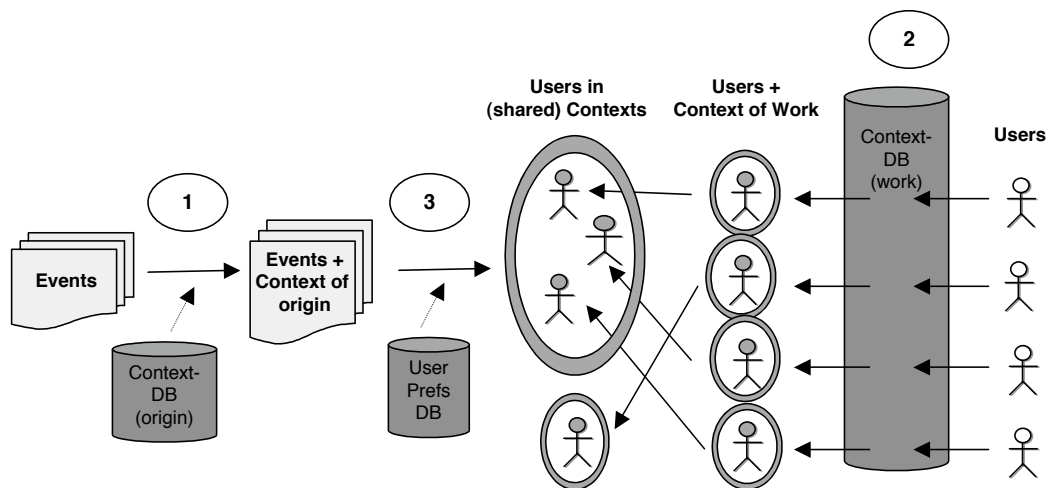 2
Users in
(shared) Contexts
Users +
Context of Work
Context-
DB
(work)
Users
1
3
Events
Events +
Context of
origin
Context-
DB
(origin)
User
Prefs
DB